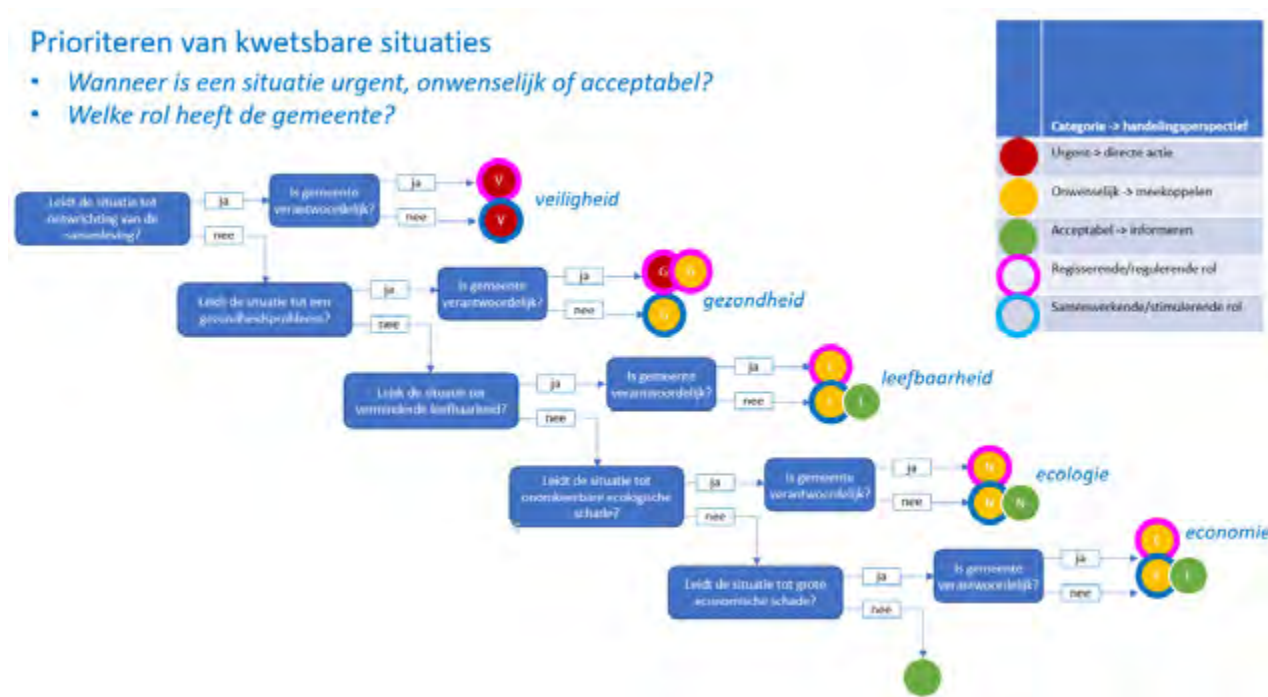 Prioriteren van kwetsbare situaties
• Wanneer is een situatie urgent, onwenselijk of acceptabel?
• Welke rol heeft de gemeente?
Categorie -> handelingsperspectief
Urgent -> directe actie
Onwenselijk -> meekoppelen
Acceptabel -> informeren
Regisserende/regulerende rol
Samenwerkende/stimulerende rol
Leidt de situatie tot
ontwrichting van de
samenleving?
ja
nee
Is gemeente
verantwoordelijk?
ja
nee
V
V
veiligheid
Leidt de situatie tot een
gezondheidsprobleem?
ja
nee
Is gemeente
verantwoordelijk?
ja
nee
G
G
G
gezondheid
Leidt de situatie tot
verminderde leefbaarheid?
ja
nee
Is gemeente
verantwoordelijk?
ja
nee
leefbaarheid
Leidt de situatie tot
onomkeerbare ecologische
schade?
ja
nee
Is gemeente
verantwoordelijk?
ja
nee
N
N
N
ecologie
Leidt de situatie tot grote
economische schade?
ja
nee
Is gemeente
verantwoordelijk?
ja
nee
economie